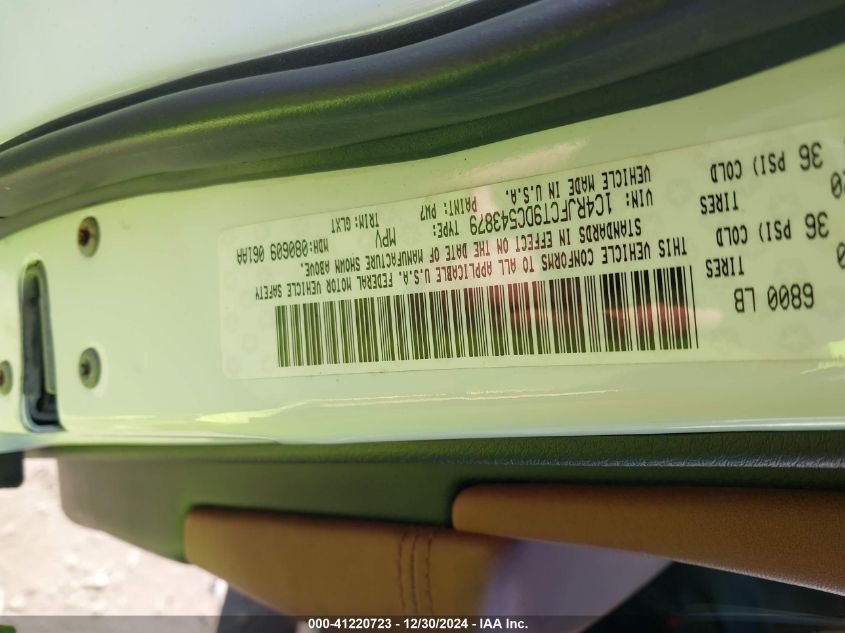 6800 LB
TIRES
36 PSI) COLD
TIRES
36 PSI) COLD
THIS VEHICLE CONFORMS TO ALL APPLICABLE U.S.A. FEDERAL MOTOR VEHICLE SAFETY
STANDARDS IN EFFECT ON THE DATE OF MANUFACTURE SHOWN ABOVE.
VIN: 1C4RJFCT9DC543879 TYPE: MPV MDH:080609 061AA
VEHICLE MADE IN U.S.A. PAINT: PW7 TRIM: GLXT
000-41220723 - 12/30/2024 - IAA Inc.